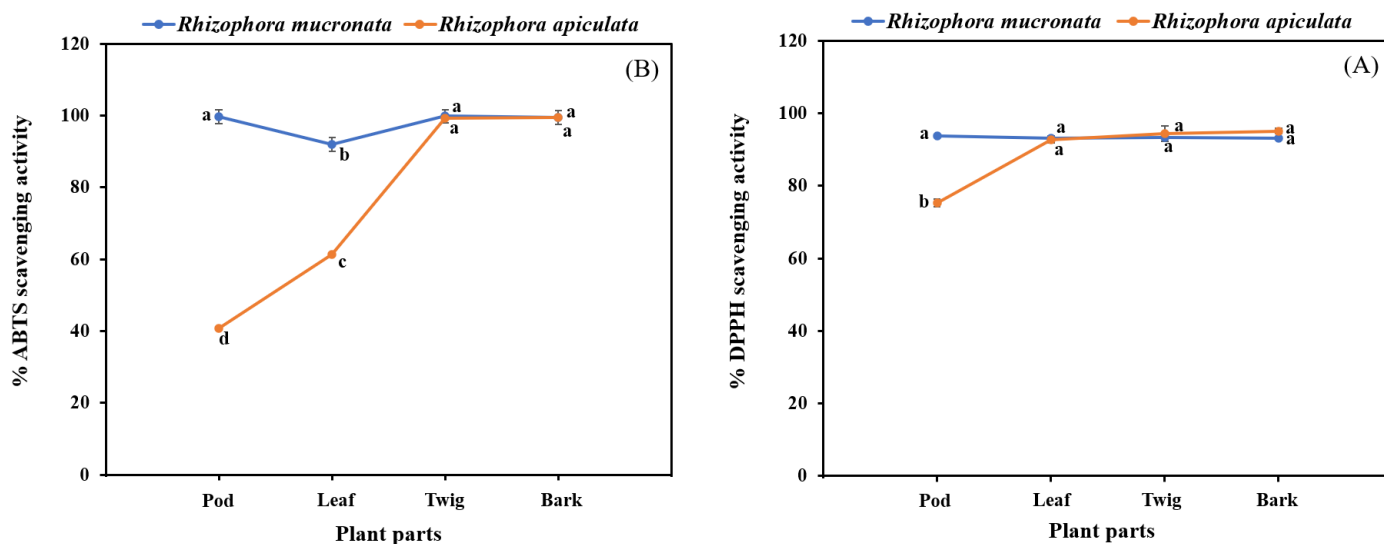 Rhizophora mucronata Rhizophora apiculata
(B)
% ABTS scavenging activity
120
100
80
60
40
20
0
a
b
a
a
a
a
d
c
Pod Leaf Twig Bark
Plant parts
Rhizophora mucronata Rhizophora apiculata
(A)
% DPPH scavenging activity
120
100
80
60
40
20
0
a
a
a
a
b
a
a
a
Pod Leaf Twig Bark
Plant parts